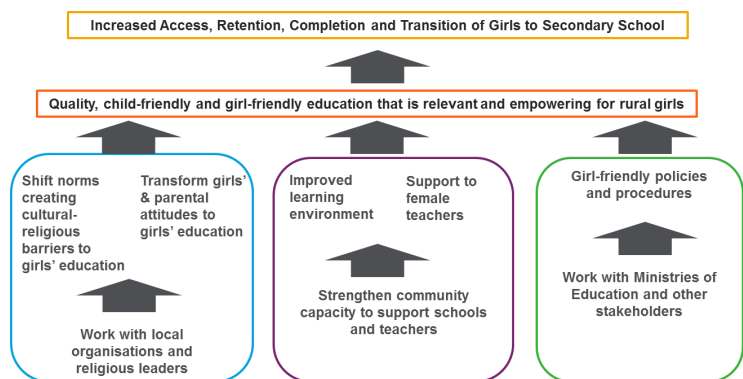 Increased Access, Retention, Completion and Transition of Girls to Secondary School
Quality, child-friendly and girl-friendly education that is relevant and empowering for rural girls
Shift norms
creating
cultural-
religious
barriers to
girls’ education
Transform girls’
& parental
attitudes to
girls’ education
Work with local
organisations and
religious leaders
Improved
learning
environment
Support to
female
teachers
Strengthen community
capacity to support schools
and teachers
Girl-friendly policies
and procedures
Work with Ministries of
Education and other
stakeholders